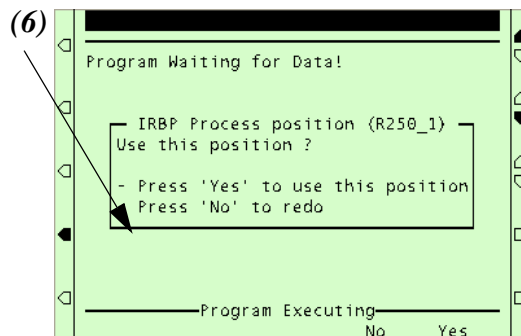 (6)
Program Waiting for Data!
IRBP Process position (R250_1)
Use this position ?
- Press 'Yes' to use this position
Press 'No' to redo
Program Executing
No Yes